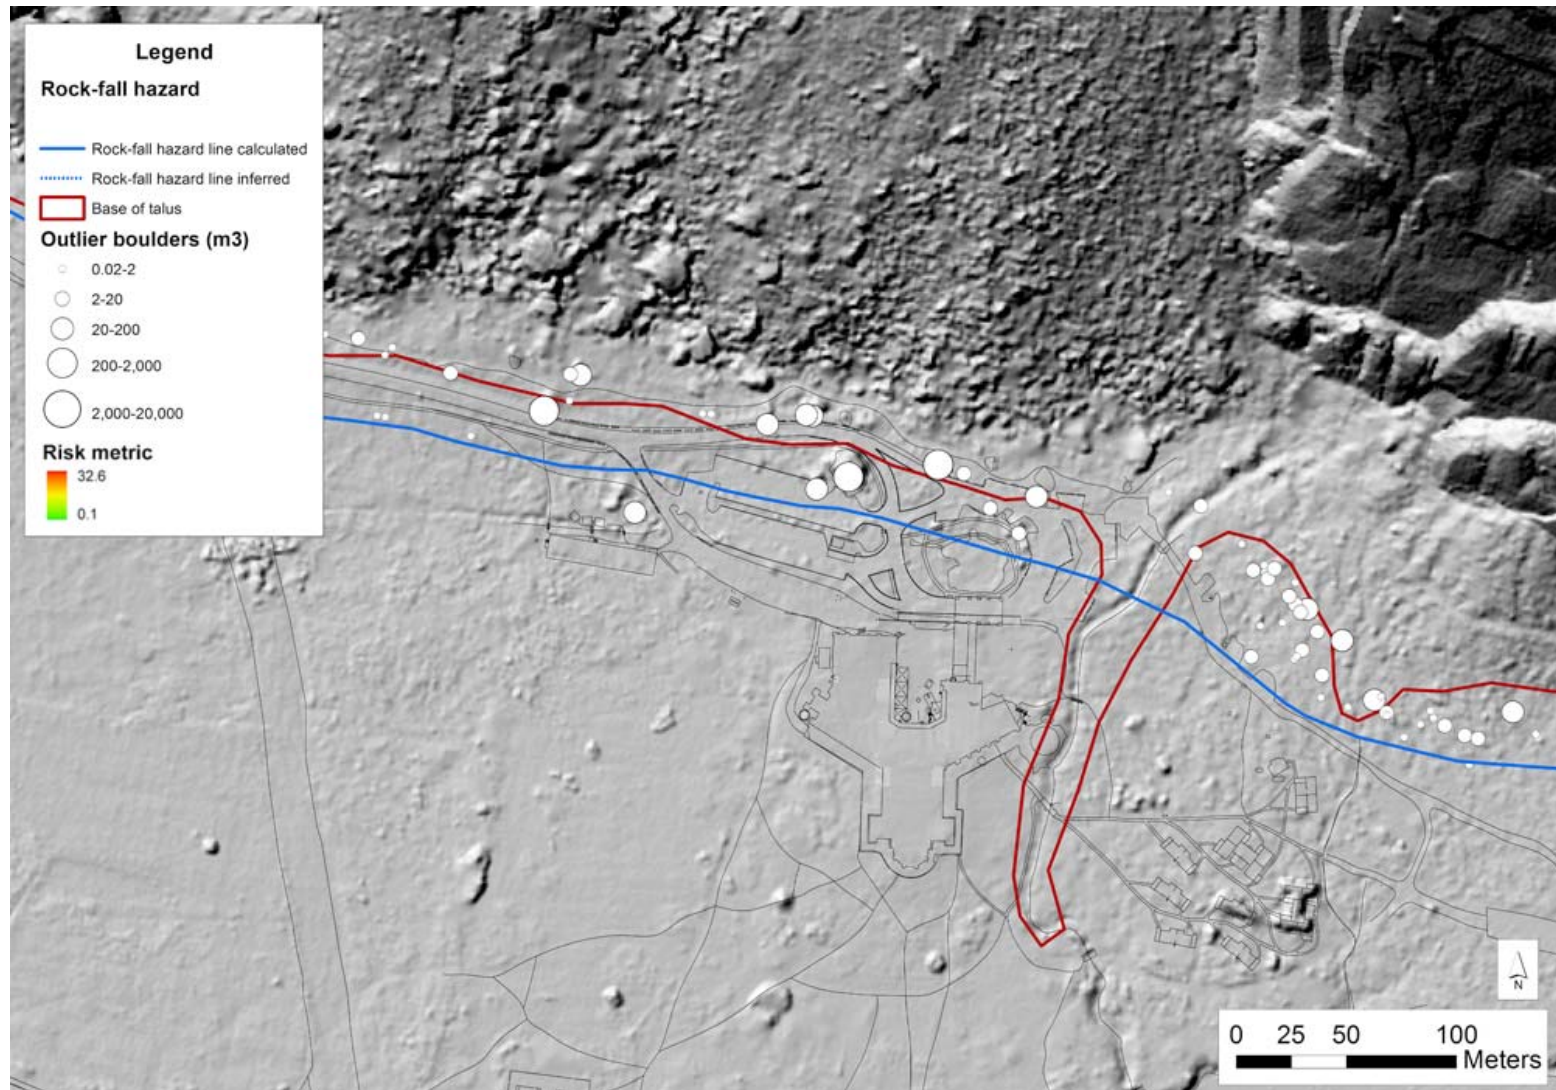 Legend
Rock-fall hazard
Rock-fall hazard line calculated
Rock-fall hazard line inferred
Base of talus
Outlier boulders (m3)
0.02-2
2-20
20-200
200-2,000
2,000-20,000
Risk metric
32.6
0.1
N
0 25 50 100
Meters